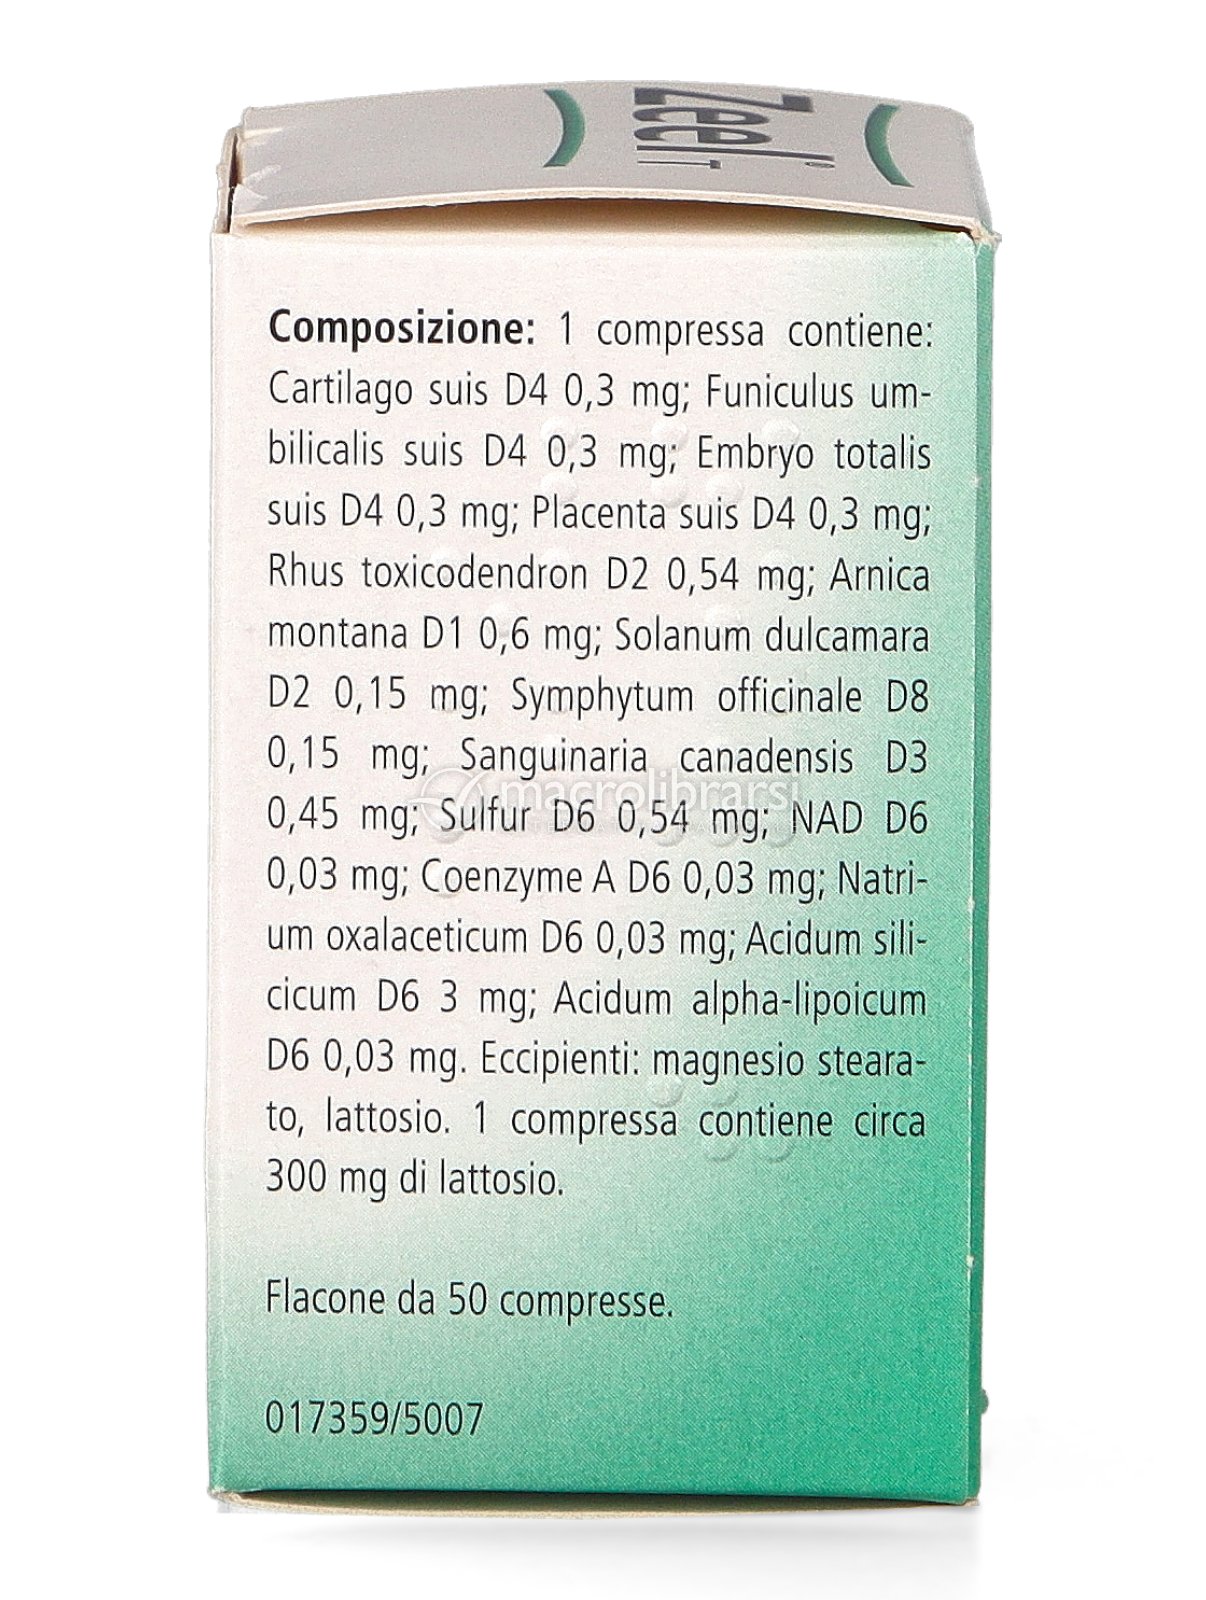 Zeel® T
Composizione: 1 compressa contiene:
Cartilago suis D4 0,3 mg; Funiculus um-
bilicalis suis D4 0,3 mg; Embryo totalis
suis D4 0,3 mg; Placenta suis D4 0,3 mg;
Rhus toxicodendron D2 0,54 mg; Arnica
montana D1 0,6 mg; Solanum dulcamara
D2 0,15 mg; Symphytum officinale D8
0,15 mg; Sanguinaria canadensis D3
0,45 mg; Sulfur D6 0,54 mg; NAD D6
0,03 mg; Coenzyme A D6 0,03 mg; Natri-
um oxalaceticum D6 0,03 mg; Acidum sili-
cicum D6 3 mg; Acidum alpha-lipoicum
D6 0,03 mg. Eccipienti: magnesio steara-
to, lattosio. 1 compressa contiene circa
300 mg di lattosio.
Flacone da 50 compresse.
017359/5007
macrolibrarsi